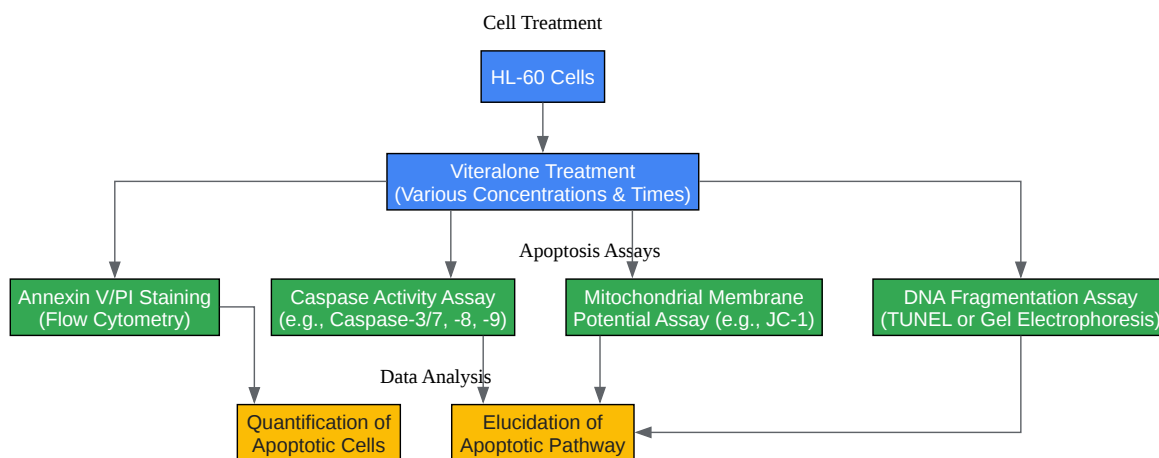 Cell Treatment
HL-60 Cells
Viteralone Treatment
(Various Concentrations & Times)
Apoptosis Assays
Annexin V/PI Staining
(Flow Cytometry)
Caspase Activity Assay
(e.g., Caspase-3/7, -8, -9)
Mitochondrial Membrane
Potential Assay (e.g., JC-1)
DNA Fragmentation Assay
(TUNEL or Gel Electrophoresis)
Data Analysis
Quantification of
Apoptotic Cells
Elucidation of
Apoptotic Pathway